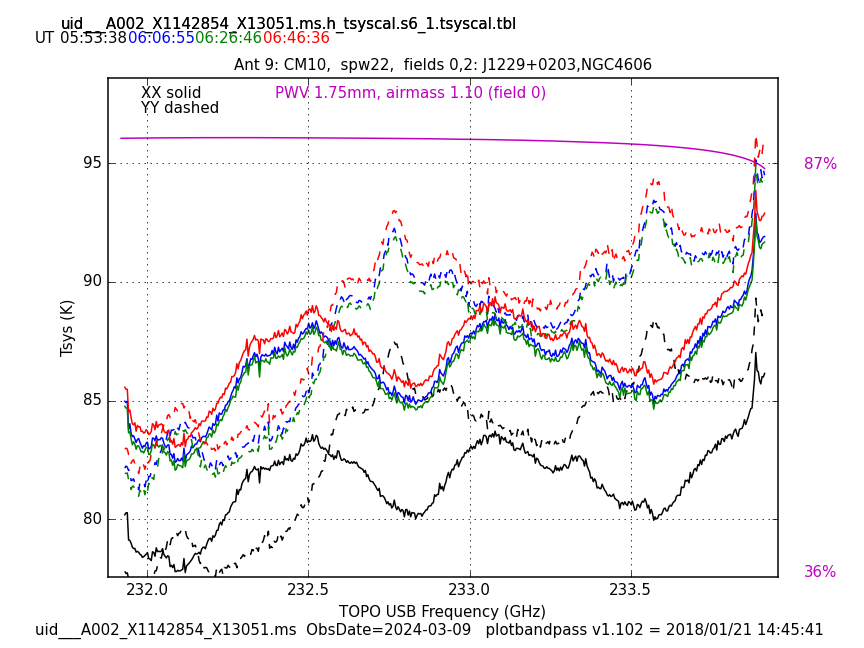 uid___A002_X1142854_X13051.ms.h_tsyscal.s6_1.tsyscal.tbl
UT 05:53:38 06:06:55 06:26:46 06:46:36
Ant 9: CM10,  spw22,  fields 0,2: J1229+0203,NGC4606
XX solid
PWV 1.75mm, airmass 1.10 (field 0)
YY dashed
95
87%
90
Tsys (K)
85
80
36%
232.0 232.5 233.0 233.5
TOPO USB Frequency (GHz)
uid___A002_X1142854_X13051.ms  ObsDate=2024-03-09   plotbandpass v1.102 = 2018/01/21 14:45:41